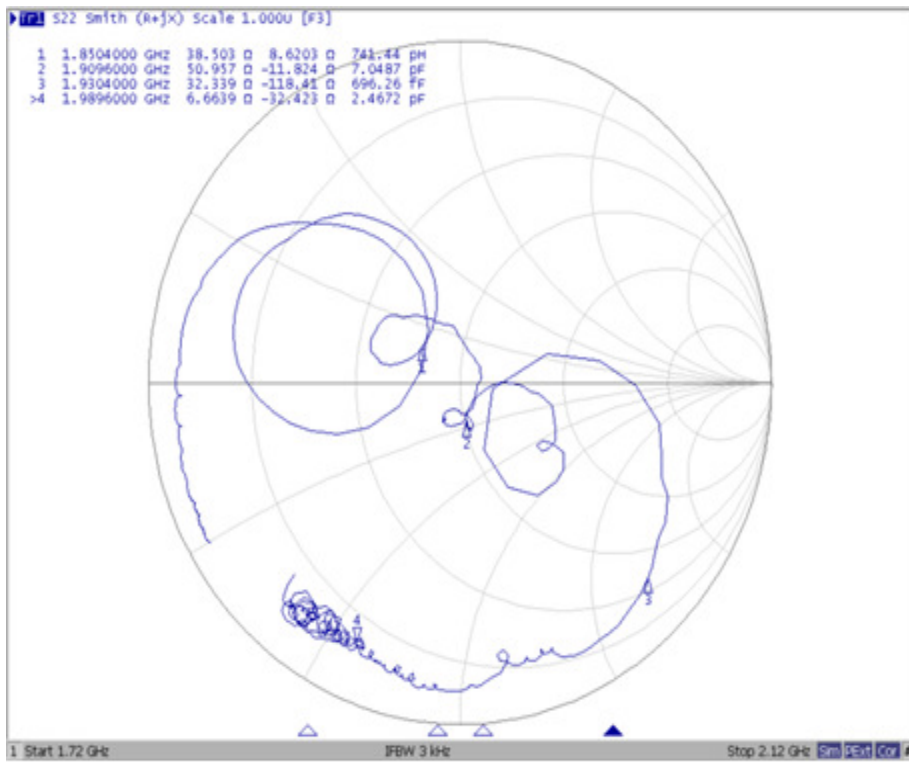 Tr1 S22 Smith (R+jX) Scale 1.000U [F3]
1 1.8504000 GHz 38.503 Ω 8.6203 Ω 741.44 pH
2 1.9096000 GHz 50.957 Ω -11.824 Ω 7.0487 pF
3 1.9304000 GHz 32.339 Ω -118.41 Ω 696.26 fF
>4 1.9896000 GHz 6.6639 Ω -32.423 Ω 2.4672 pF
1
2
3
4
1 Start 1.72 GHz IFBW 3 kHz Stop 2.12 GHz Sim PExt Cor